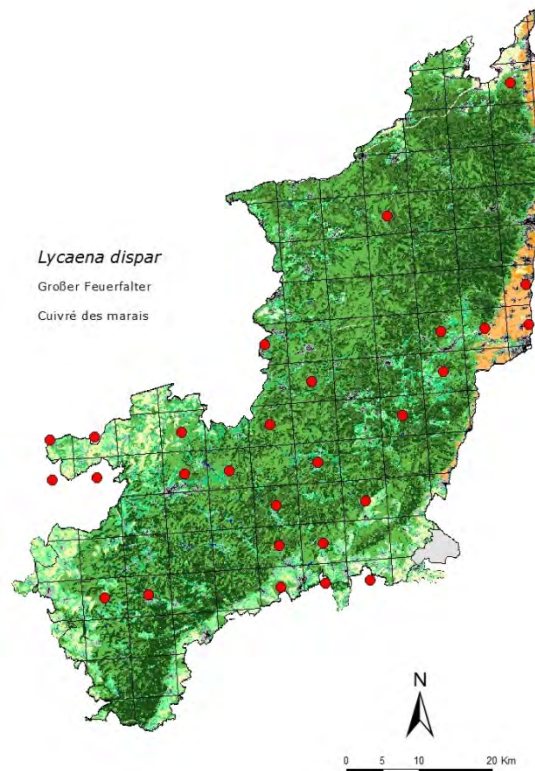 Lycaena dispar
Großer Feuerfalter
Cuivré des marais
N
0 5 10 20 Km